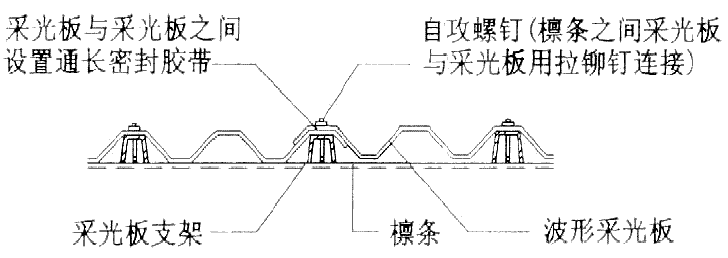 采光板与采光板之间
设置通长密封胶带
自攻螺钉(檩条之间采光板
与采光板用拉铆钉连接)
采光板支架
檩条
波形采光板